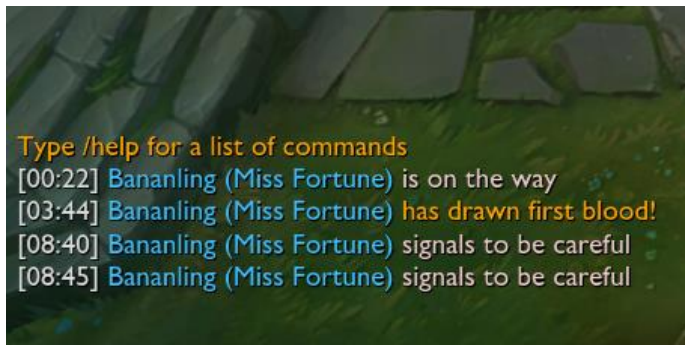 Type /help for a list of commands
[00:22] Bananling (Miss Fortune) is on the way
[03:44] Bananling (Miss Fortune) has drawn first blood!
[08:40] Bananling (Miss Fortune) signals to be careful
[08:45] Bananling (Miss Fortune) signals to be careful